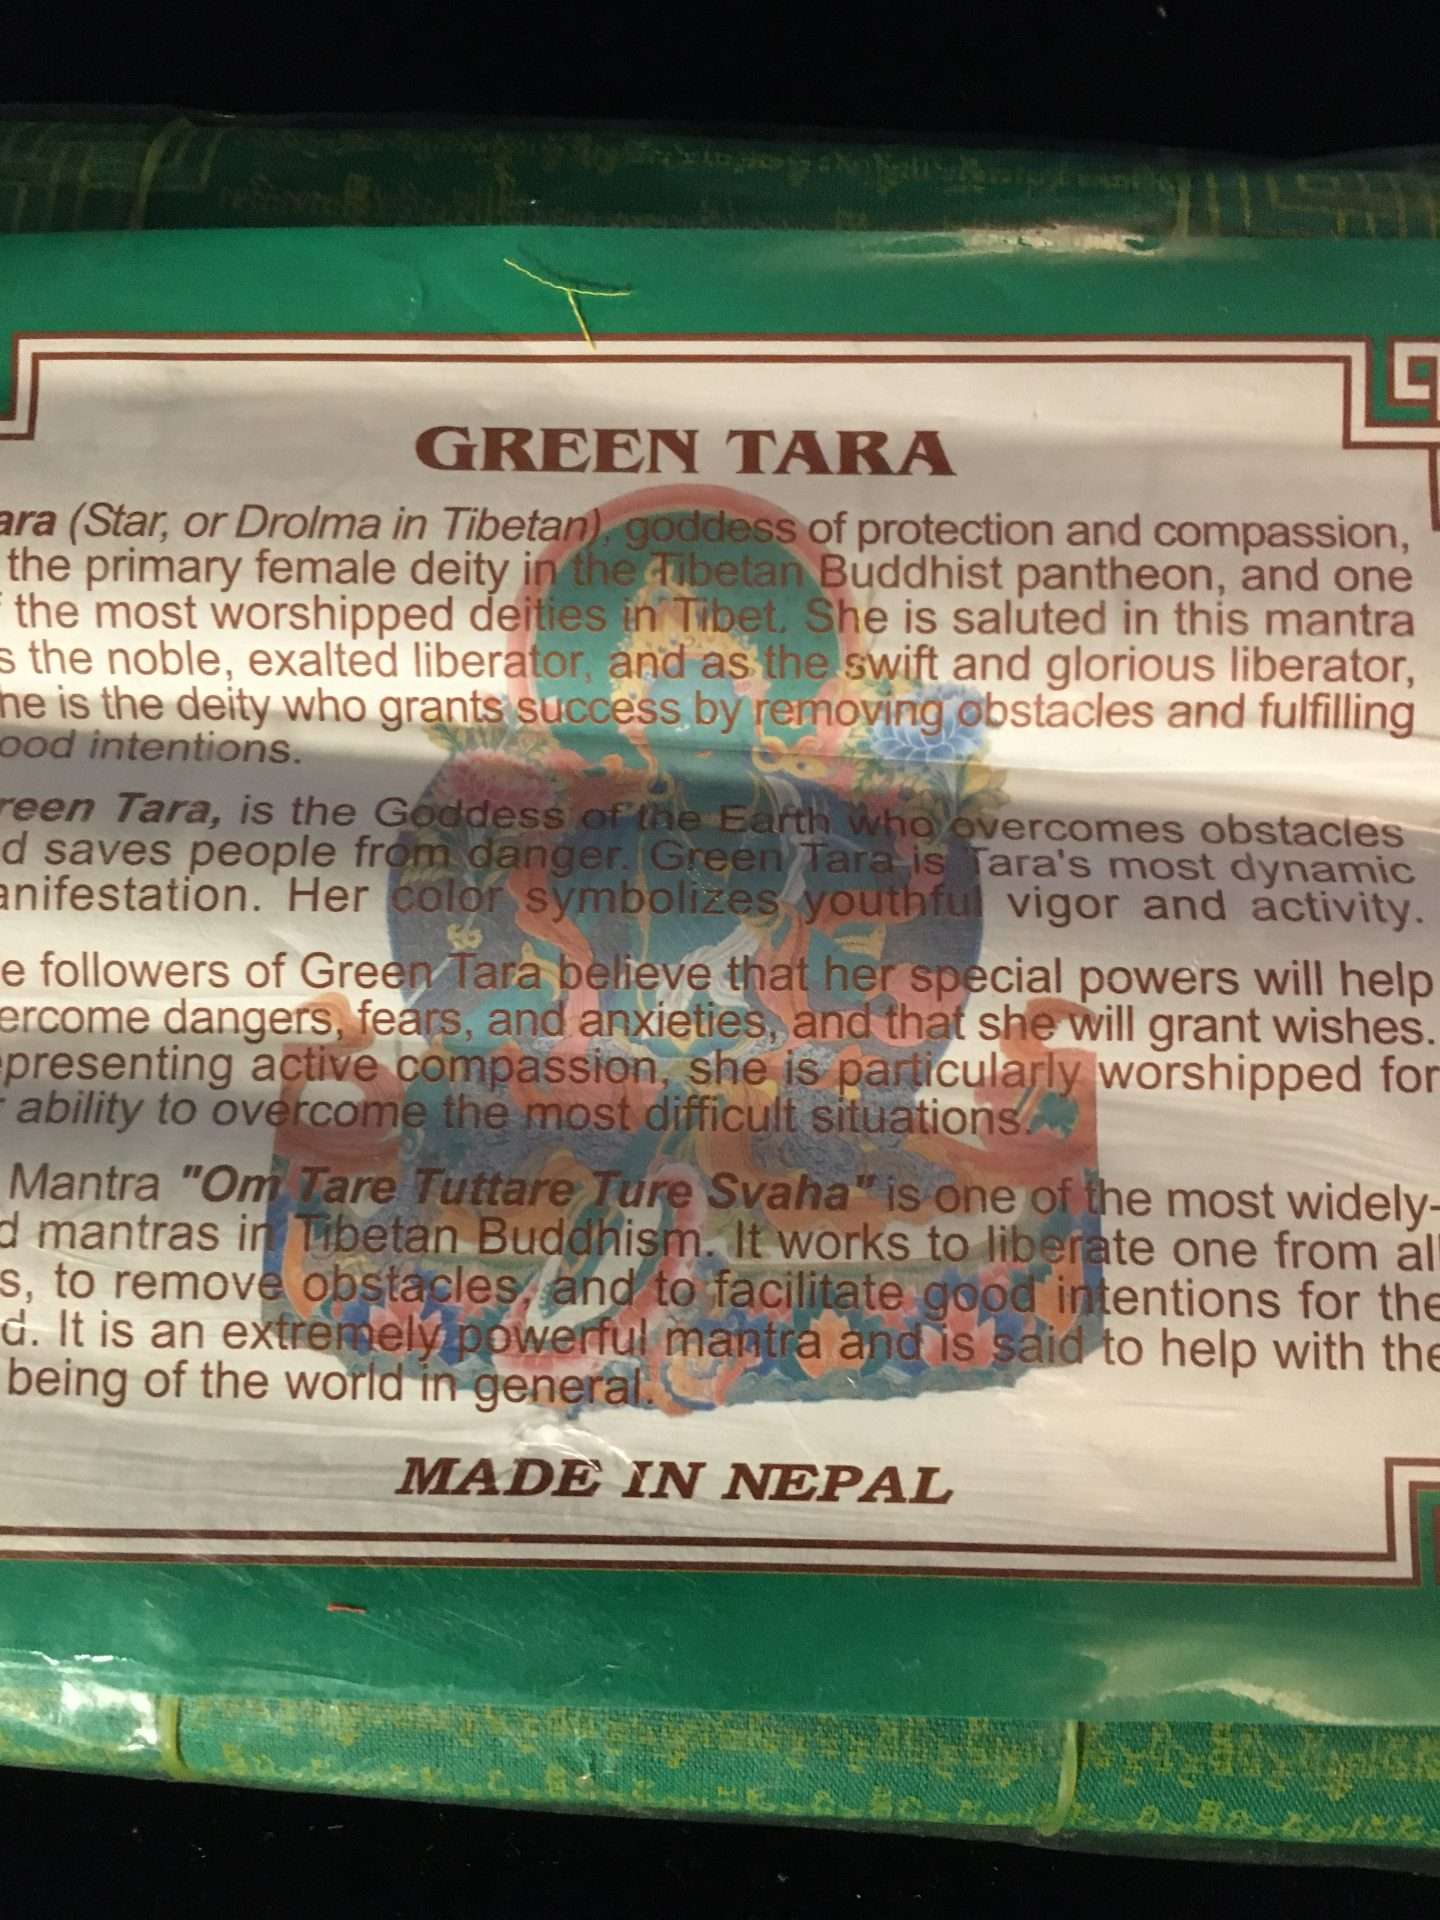 GREEN TARA
ara (Star, or Drolma in Tibetan), goddess of protection and compassion,
the primary female deity in the Tibetan Buddhist pantheon, and one
the most worshipped deities in Tibet. She is saluted in this mantra
s the noble, exalted liberator, and as the swift and glorious liberator,
he is the deity who grants success by removing obstacles and fulfilling
ood intentions.
reen Tara, is the Goddess of the Earth who overcomes obstacles
d saves people from danger. Green Tara is Tara's most dynamic
anifestation. Her color symbolizes youthful vigor and activity.
e followers of Green Tara believe that her special powers will help
ercome dangers, fears, and anxieties, and that she will grant wishes.
epresenting active compassion, she is particularly worshipped for
ability to overcome the most difficult situations.
Mantra "Om Tare Tuttare Ture Svaha" is one of the most widely-
d mantras in Tibetan Buddhism. It works to liberate one from all
s, to remove obstacles, and to facilitate good intentions for the
d. It is an extremely powerful mantra and is said to help with the
being of the world in general.
MADE IN NEPAL